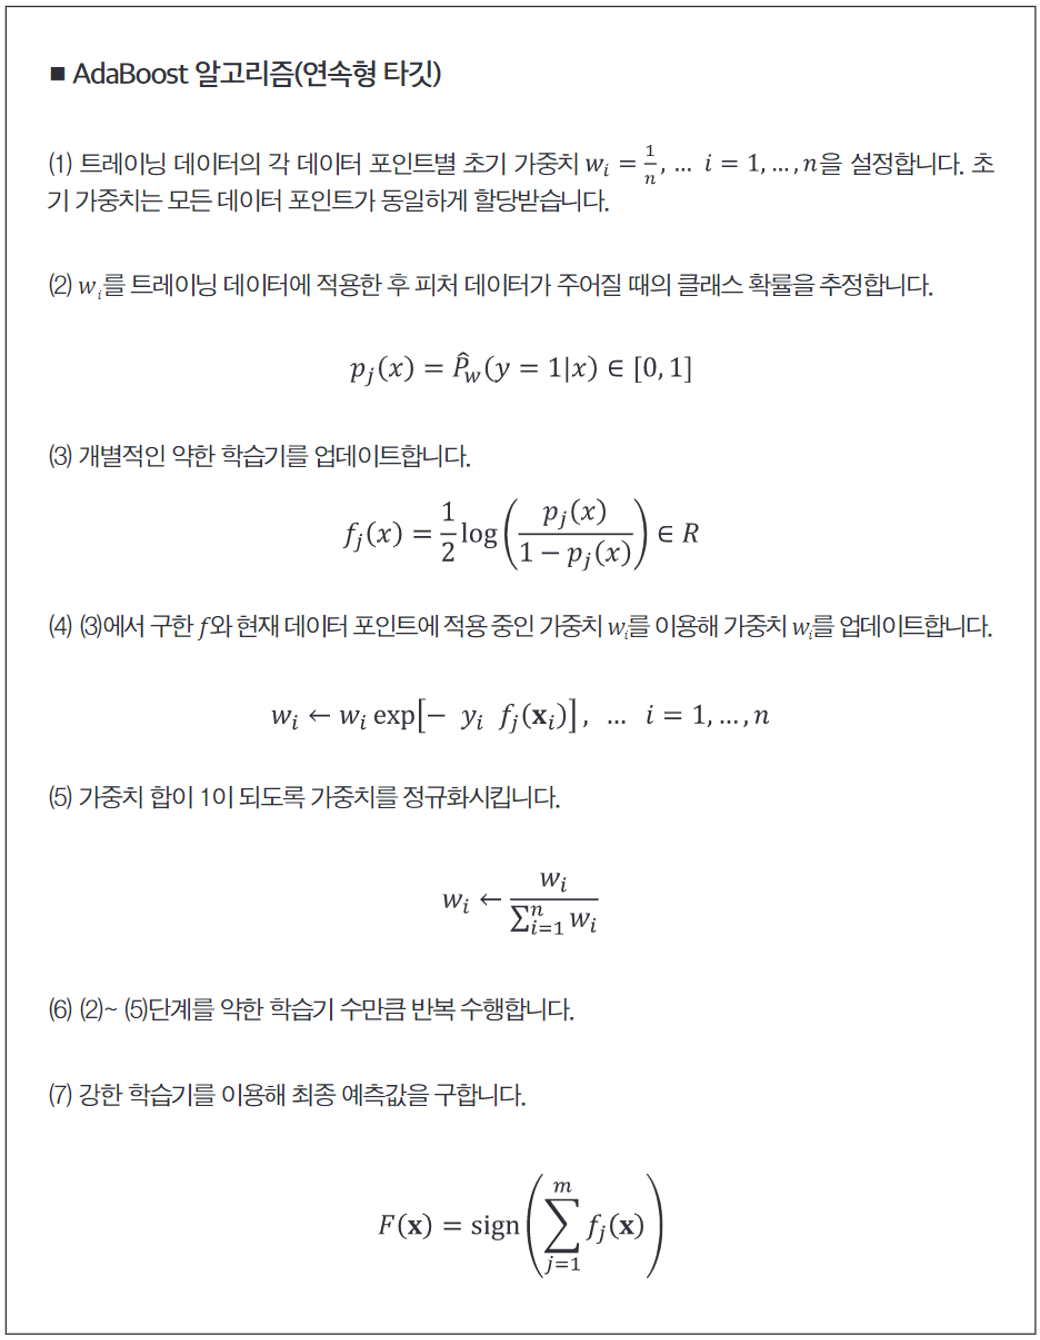 ■ AdaBoost 알고리즘(연속형 타깃)
(1) 트레이닝 데이터의 각 데이터 포인트별 초기 가중치 $w_i = \frac{1}{n}, \ldots \ i = 1, \ldots, n$을 설정합니다. 초
기 가중치는 모든 데이터 포인트가 동일하게 할당받습니다.
(2) $w_i$를 트레이닝 데이터에 적용한 후 피처 데이터가 주어질 때의 클래스 확률을 추정합니다.
$p_j(x) = \hat{P}_w(y = 1|x) \in [0, 1]$
(3) 개별적인 약한 학습기를 업데이트합니다.
$f_j(x) = \frac{1}{2} \log \left( \frac{p_j(x)}{1 - p_j(x)} \right) \in R$
(4) (3)에서 구한 $f$와 현재 데이터 포인트에 적용 중인 가중치 $w_i$를 이용해 가중치 $w_i$를 업데이트합니다.
$w_i \leftarrow w_i \exp[- \ y_i \ f_j(\mathbf{x}_i)], \ \ldots \ i = 1, \ldots, n$
(5) 가중치 합이 1이 되도록 가중치를 정규화시킵니다.
$w_i \leftarrow \frac{w_i}{\sum_{i=1}^{n} w_i}$
(6) (2)~ (5)단계를 약한 학습기 수만큼 반복 수행합니다.
(7) 강한 학습기를 이용해 최종 예측값을 구합니다.
$F(\mathbf{x}) = \text{sign} \left( \sum_{j=1}^{m} f_j(\mathbf{x}) \right)$